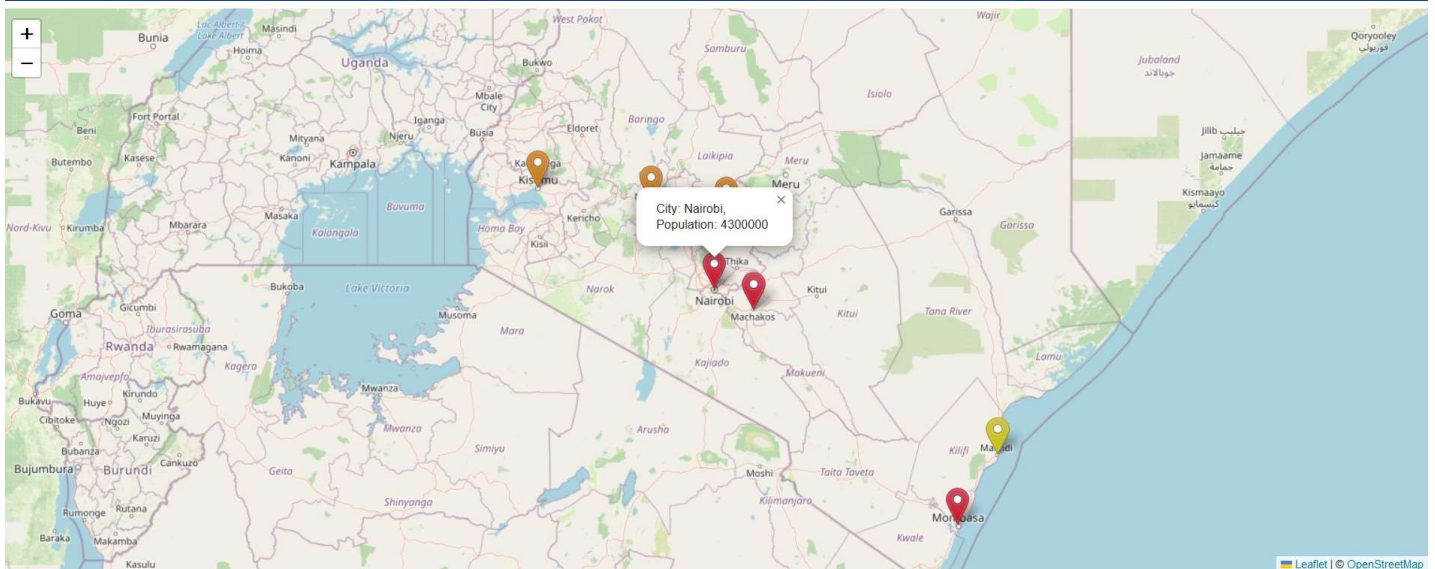 +
−
Bunia
Lac Albert -
Lake Albert
Masindi
Hoima
Uganda
West Pokot
Samburu
Wajir
Qoryooley
قوريولي
Jubaland
جوبالاند
Bukwo
Mbale
City
Isiolo
Fort Portal
Iganga
Eldoret
Baringo
Beni
Njeru
Busia
Mityana
Jilib جيليب
Butembo
Kasese
Kanoni
Kampala
Laikipia
Meru
Jamaame
جمامة
Meru
Kismaayo
كيسمايو
Buvuma
City: Nairobi,
Population: 4300000
×
Masaka
Kericho
Garissa
Nord-Kivu
Kirumba
Mbarara
Kalangala
Homa Bay
Garissa
Kisii
Thika
Bukoba
Lake Victoria
Narok
Kitui
Nairobi
Goma
Gicumbi
Musoma
Machakos
Kitui
Tana River
Iburasirasuba
Mara
Rwanda
Rwamagana
Kagera
Kajiado
Lamu
Amajyepfo
Makueni
Mwanza
Bukavu
Huye
Kirundo
Cibitoke
Ngozi
Muyinga
Mwanza
Arusha
Karuzi
Simiyu
Kilifi
Bubanza
Cankuzo
Bujumbura
Burundi
Geita
Moshi
Taita Taveta
Shinyanga
Kilimanjaro
Rumonge
Rutana
Baraka
Makamba
Kwale
Kasulu
Leaflet | © OpenStreetMap